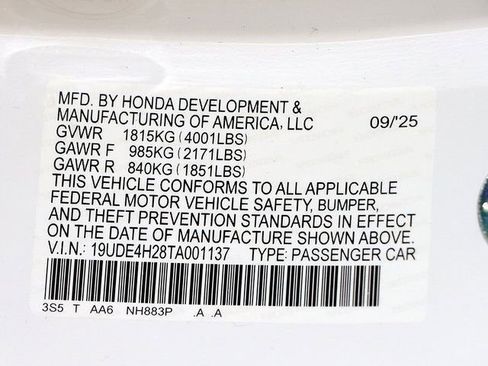 MFD. BY HONDA DEVELOPMENT &
MANUFACTURING OF AMERICA, LLC 09/'25
GVWR 1815KG (4001LBS)
GAWR F 985KG (2171LBS)
GAWR R 840KG (1851LBS)
THIS VEHICLE CONFORMS TO ALL APPLICABLE
FEDERAL MOTOR VEHICLE SAFETY, BUMPER,
AND THEFT PREVENTION STANDARDS IN EFFECT
ON THE DATE OF MANUFACTURE SHOWN ABOVE.
V.I.N.: 19UDE4H28TA001137 TYPE: PASSENGER CAR
3S5 T AA6 NH883P .A .A